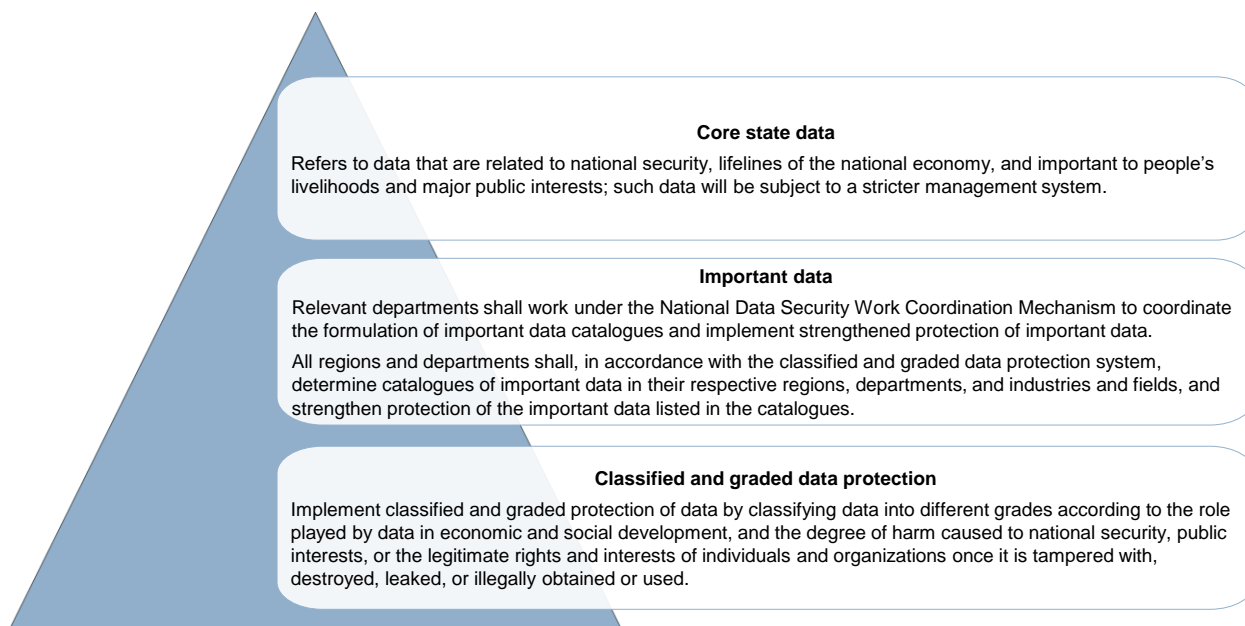 Core state data
Refers to data that are related to national security, lifelines of the national economy, and important to people’s
livelihoods and major public interests; such data will be subject to a stricter management system.
Important data
Relevant departments shall work under the National Data Security Work Coordination Mechanism to coordinate
the formulation of important data catalogues and implement strengthened protection of important data.
All regions and departments shall, in accordance with the classified and graded data protection system,
determine catalogues of important data in their respective regions, departments, and industries and fields, and
strengthen protection of the important data listed in the catalogues.
Classified and graded data protection
Implement classified and graded protection of data by classifying data into different grades according to the role
played by data in economic and social development, and the degree of harm caused to national security, public
interests, or the legitimate rights and interests of individuals and organizations once it is tampered with,
destroyed, leaked, or illegally obtained or used.